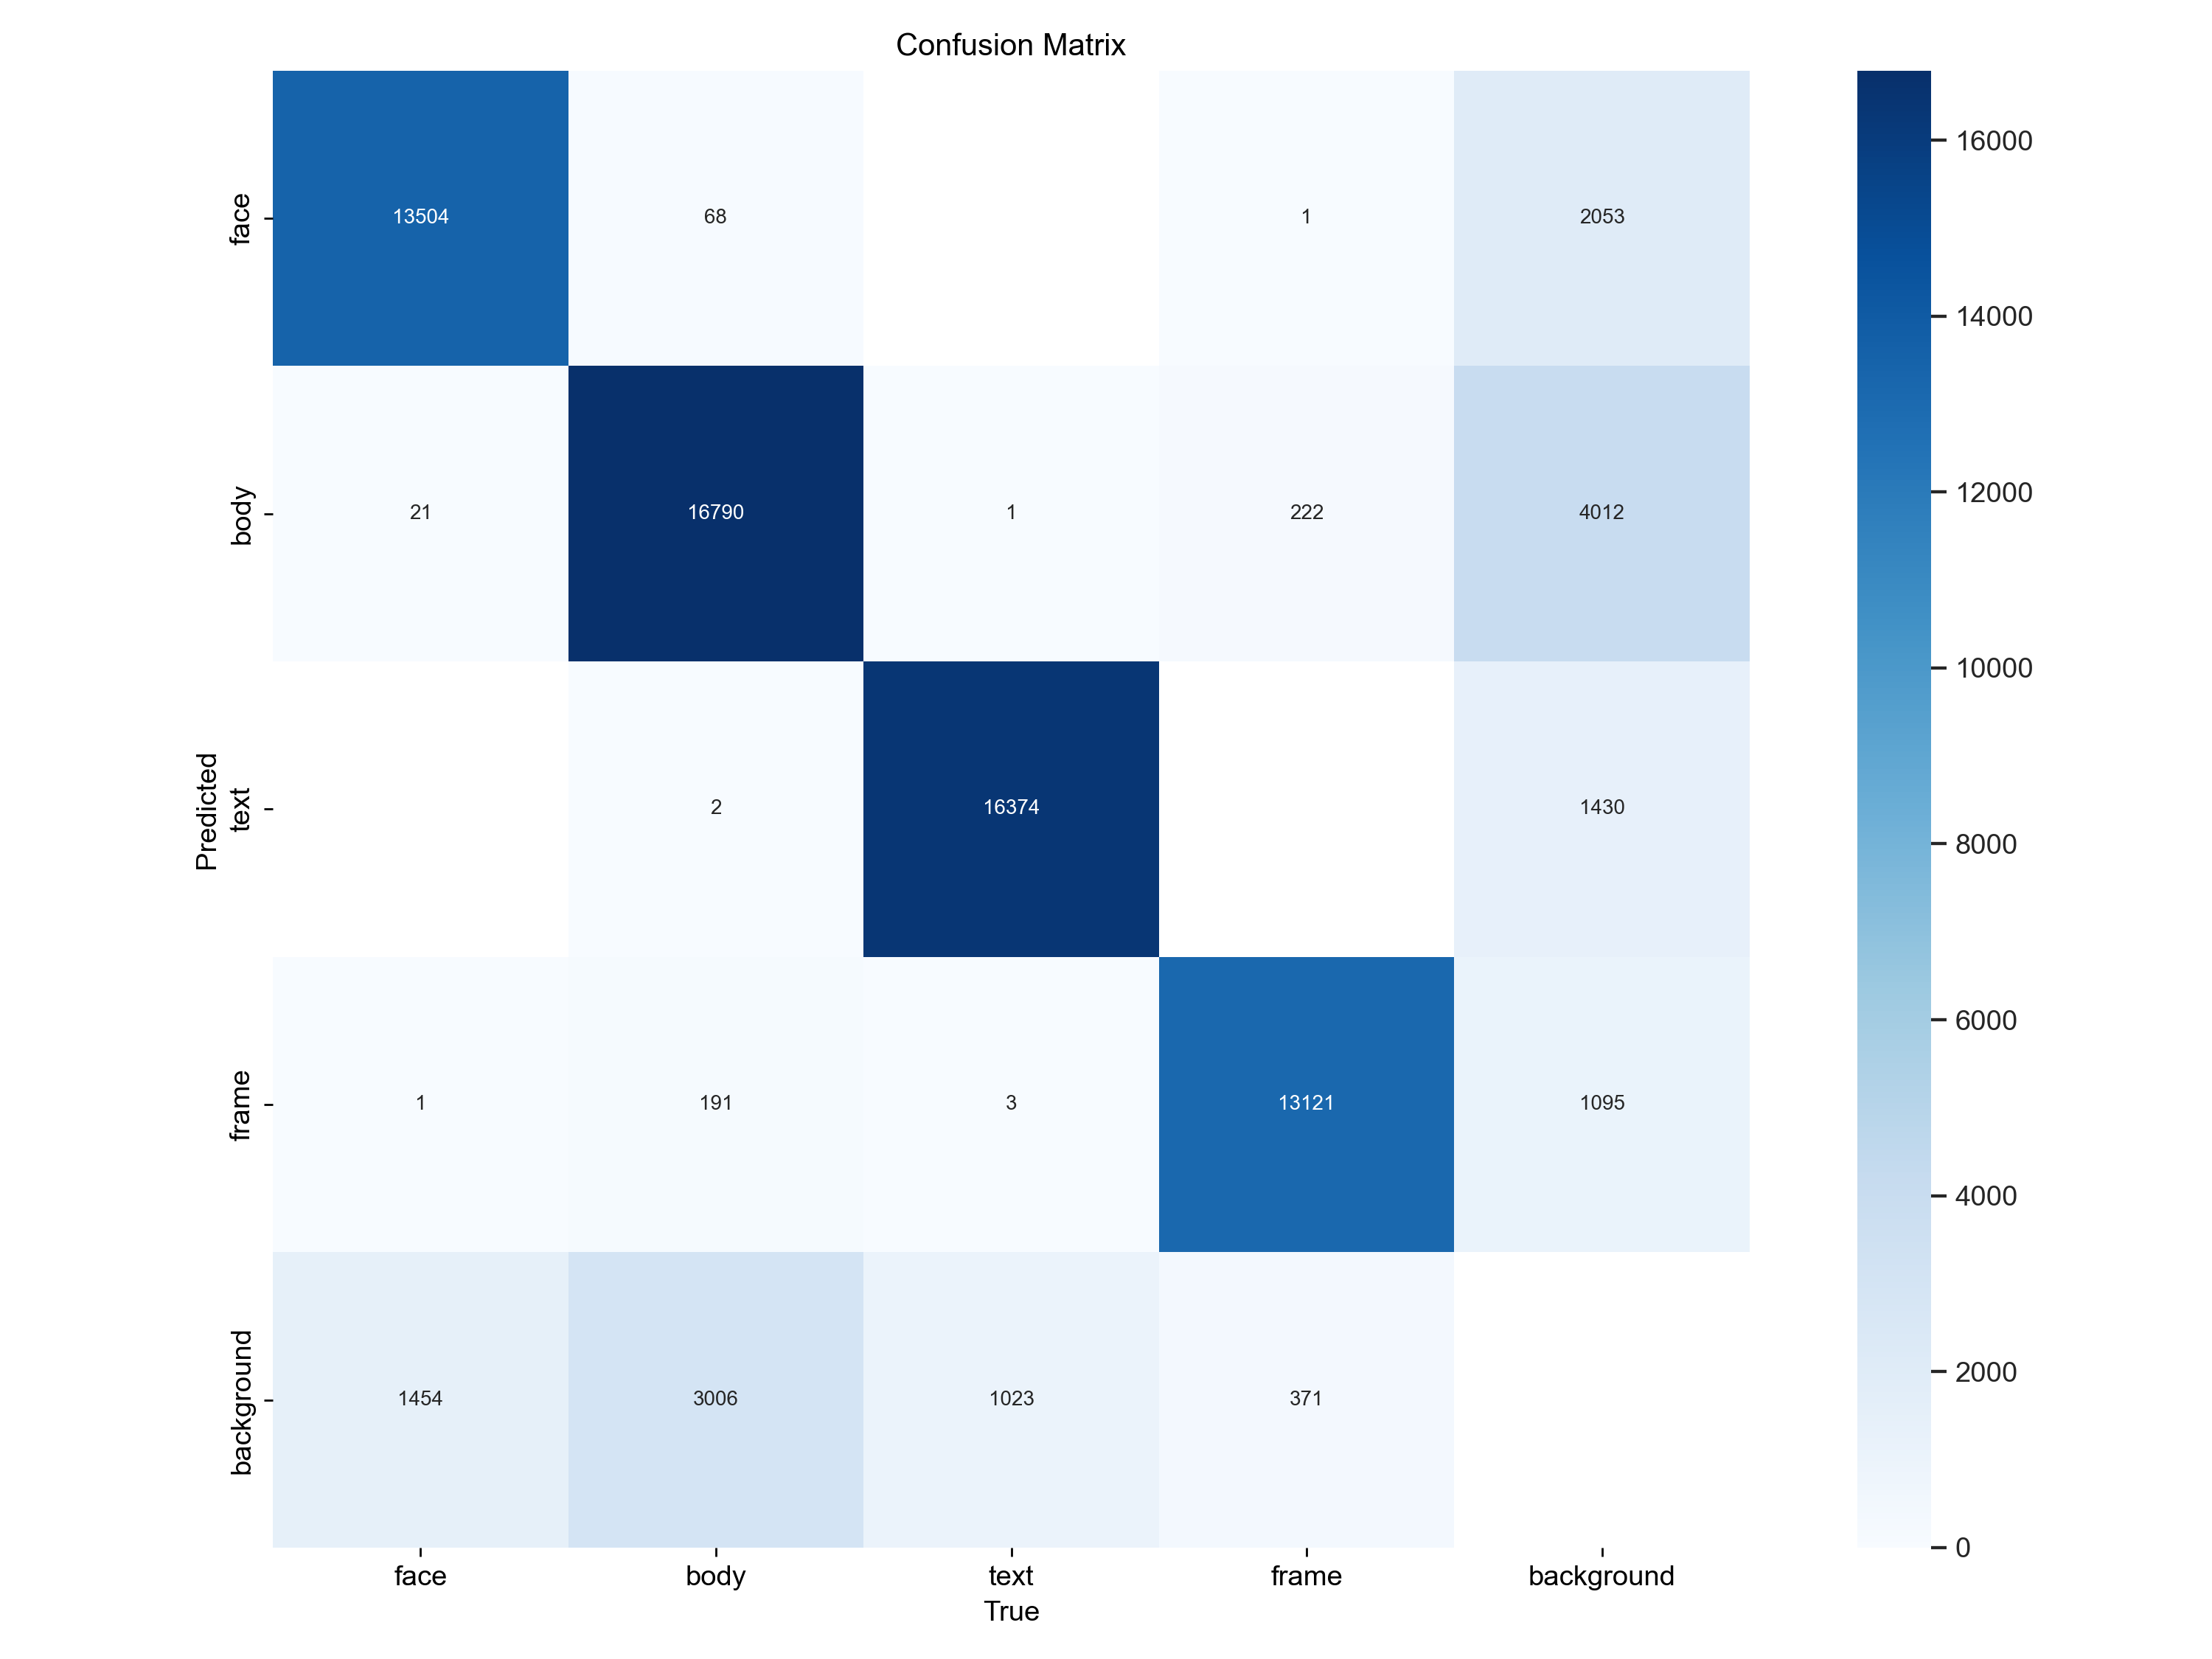 Confusion Matrix
face
13504 68 1 2053
body
21 16790 1 222 4012
text
2 16374 1430
frame
1 191 3 13121 1095
background
1454 3006 1023 371
Predicted
face body text frame background
True
16000
14000
12000
10000
8000
6000
4000
2000
0